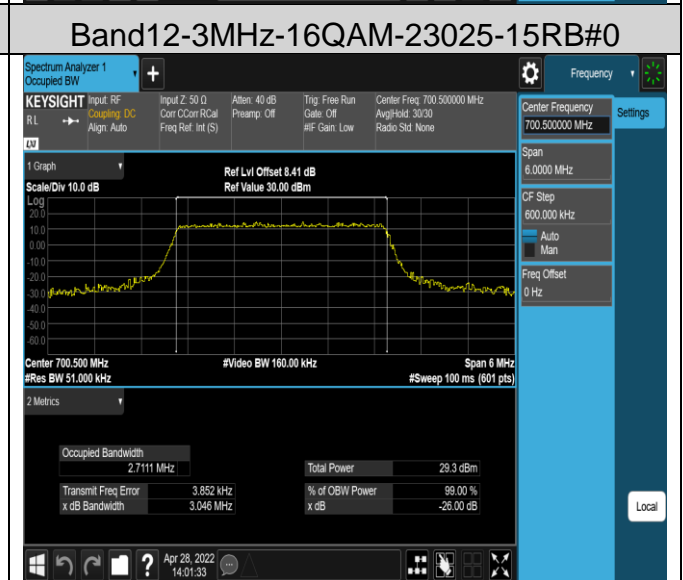 Band12-3MHz-16QAM-23025-15RB#0
Spectrum Analyzer 1
Occupied BW
+
Frequency
KEYSIGHT
RL
LXI
Input: RF
Coupling: DC
Align: Auto
Input Z: 50 Ω
Corr CCorr RCal
Freq Ref: Int (S)
Atten: 40 dB
Preamp: Off
Trig: Free Run
Gate: Off
#IF Gain: Low
Center Freq: 700.500000 MHz
Avg|Hold: 30/30
Radio Std: None
Center Frequency
700.500000 MHz
Settings
Span
6.0000 MHz
CF Step
600.000 kHz
Auto
Man
Freq Offset
0 Hz
1 Graph
Scale/Div 10.0 dB
Ref Lvl Offset 8.41 dB
Ref Value 30.00 dBm
Log
20.0
10.0
0.00
-10.0
-20.0
-30.0
-40.0
-50.0
-60.0
Center 700.500 MHz
#Video BW 160.00 kHz
Span 6 MHz
#Res BW 51.000 kHz
#Sweep 100 ms (601 pts)
2 Metrics
Occupied Bandwidth
2.7111 MHz
Total Power 29.3 dBm
Transmit Freq Error 3.852 kHz
% of OBW Power 99.00 %
x dB Bandwidth 3.046 MHz
x dB -26.00 dB
Local
?
Apr 28, 2022
14:01:33